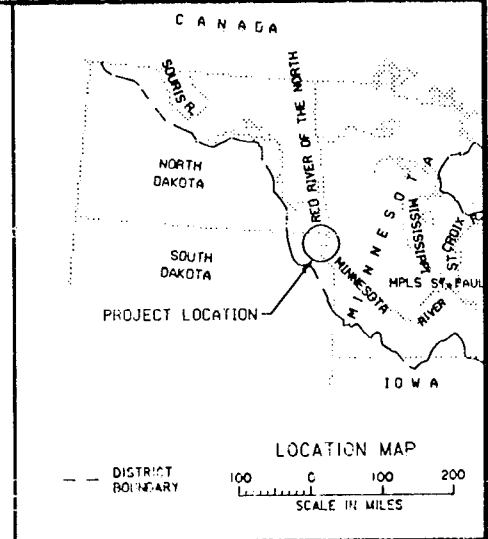 CANADA
SOURIS R.
RED RIVER OF THE NORTH
NORTH
DAKOTA
MINNESOTA
MISSISSIPPI
ST. CROIX R.
SOUTH
DAKOTA
MINNESOTA
RIVER
MPLS ST. PAUL
PROJECT LOCATION
IOWA
LOCATION MAP
DISTRICT
BOUNDARY
100 0 100 200
SCALE IN MILES